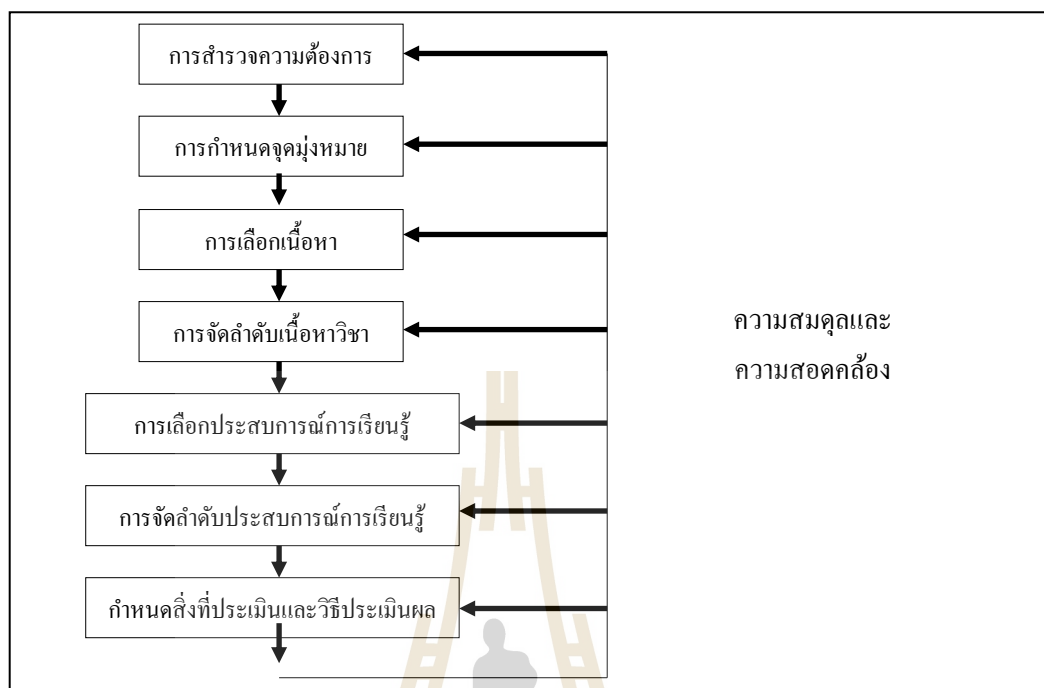 การสำรวจความต้องการ
การกำหนดจุดมุ่งหมาย
การเลือกเนื้อหา
การจัดลำดับเนื้อหาวิชา
ความสมดุลและ
ความสอดคล้อง
การเลือกประสบการณ์การเรียนรู้
การจัดลำดับประสบการณ์การเรียนรู้
กำหนดสิ่งที่ประเมินและวิธีประเมินผล